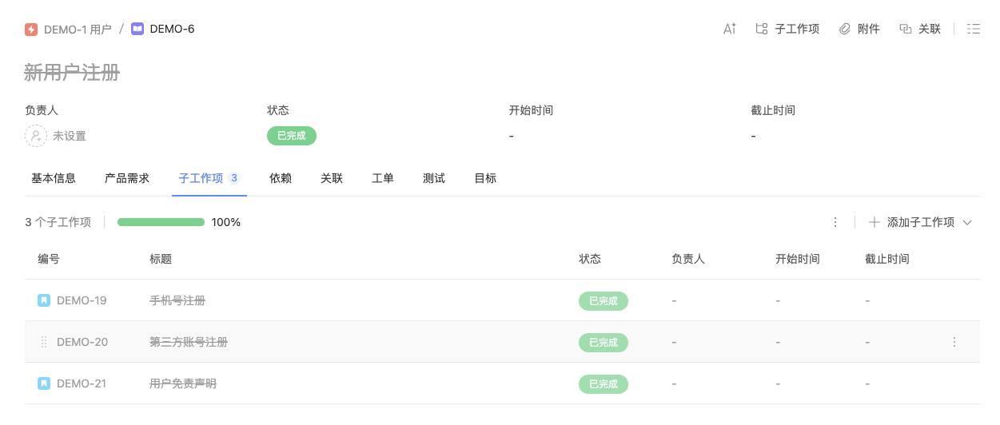 DEMO-1 用户 / DEMO-6 子工作项 附件 关联
新用户注册
负责人 状态 开始时间 截止时间
未设置 已完成 - -
基本信息 产品需求 子工作项 3 依赖 关联 工单 测试 目标
3 个子工作项 100% 添加子工作项
编号 标题 状态 负责人 开始时间 截止时间
DEMO-19 手机号注册 已完成 - - -
DEMO-20 第三方账号注册 已完成 - - -
DEMO-21 用户免责声明 已完成 - - -